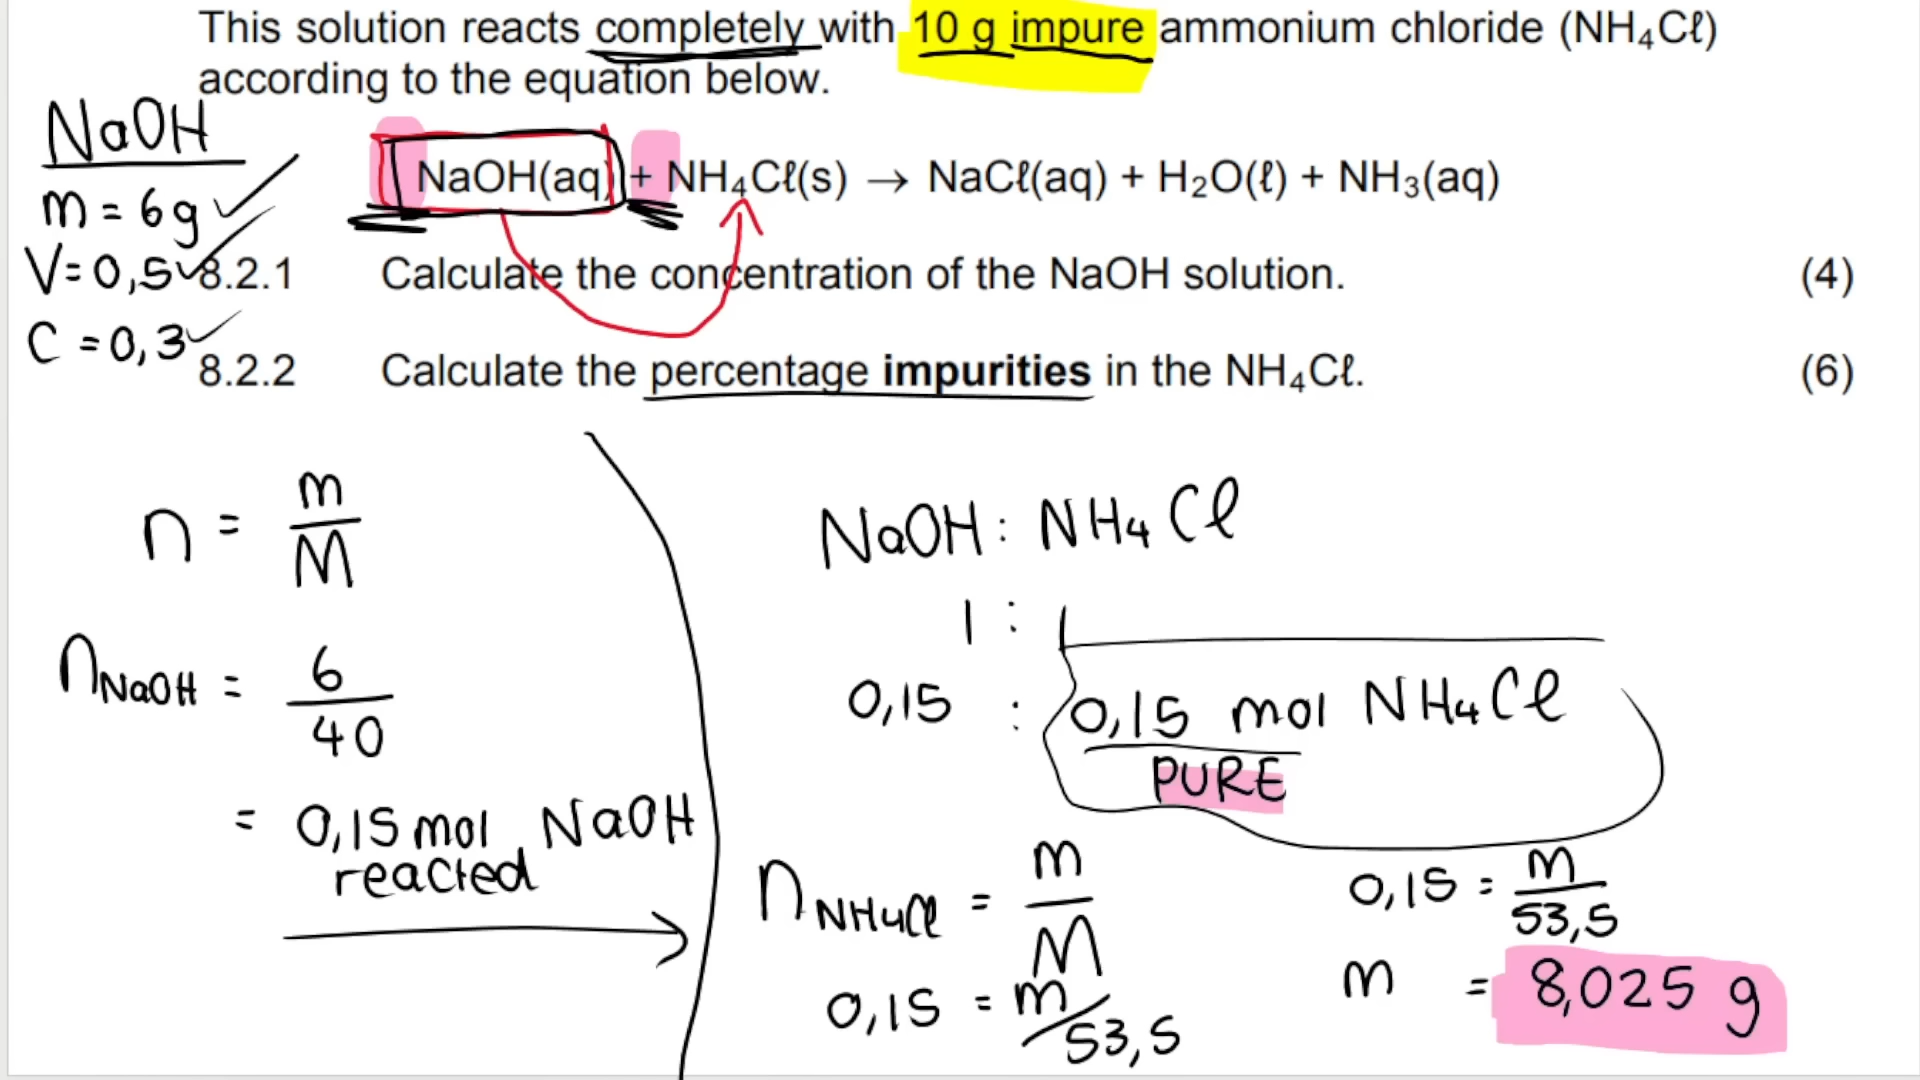 This solution reacts completely with 10 g impure ammonium chloride (NH₄Cℓ)
according to the equation below.
NaOH
m = 6g
V = 0,5
C = 0,3
NaOH(aq) + NH₄Cℓ(s) → NaCℓ(aq) + H₂O(ℓ) + NH₃(aq)
8.2.1 Calculate the concentration of the NaOH solution. (4)
8.2.2 Calculate the percentage impurities in the NH₄Cℓ. (6)
n = m/M
nNaOH = 6/40
= 0,15 mol NaOH
reacted
NaOH : NH₄Cℓ
1 : 1
0,15 : 0,15 mol NH₄Cℓ
PURE
nNH₄Cℓ = m/M
0,15 = m/53,5
0,15 = m/53,5
m = 8,025 g